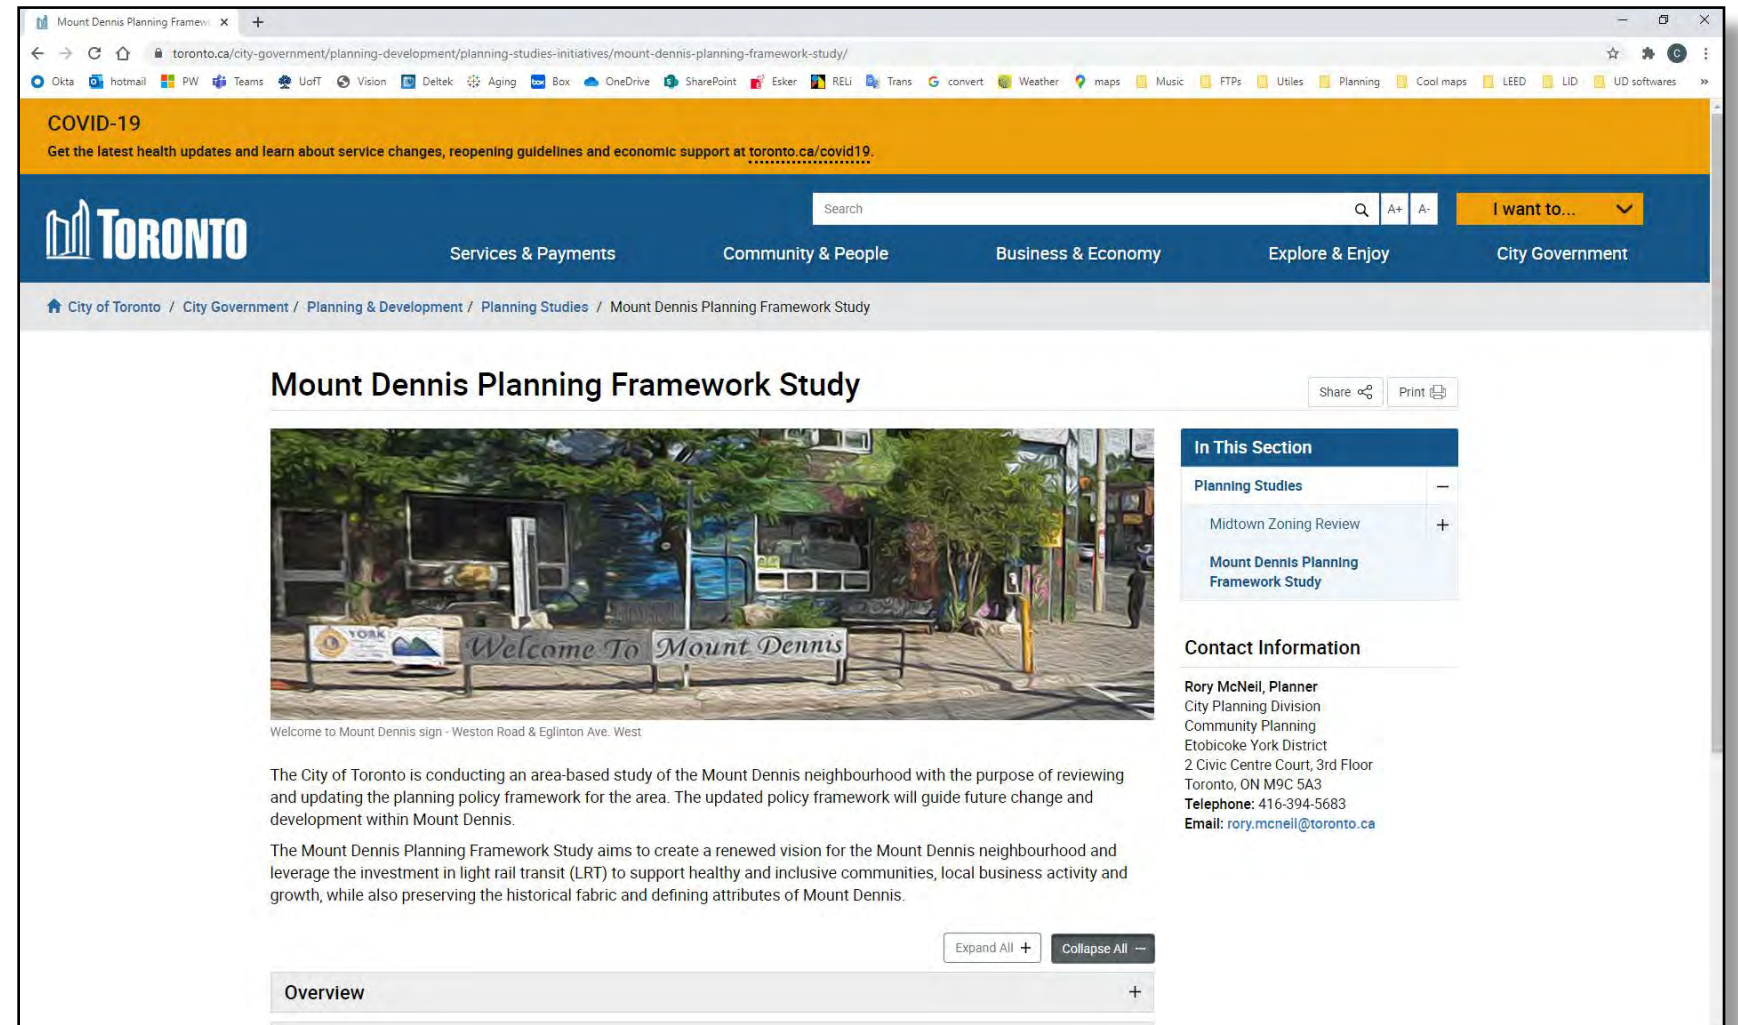 Mount Dennis Planning Framew
toronto.ca/city-government/planning-development/planning-studies-initiatives/mount-dennis-planning-framework-study/
C
Okta hotmail PW Teams UofT Vision Deltek Aging Box OneDrive SharePoint Esker RELi Trans convert Weather maps Music FTPs Utiles Planning Cool maps LEED LID UD softwares »
COVID-19
Get the latest health updates and learn about service changes, reopening guidelines and economic support at toronto.ca/covid19.
TORONTO
Search
A+ A-
I want to...
Services & Payments Community & People Business & Economy Explore & Enjoy City Government
City of Toronto / City Government / Planning & Development / Planning Studies / Mount Dennis Planning Framework Study
Mount Dennis Planning Framework Study
Share Print
YORK
Welcome To Mount Dennis
Welcome to Mount Dennis sign - Weston Road & Eglinton Ave. West
The City of Toronto is conducting an area-based study of the Mount Dennis neighbourhood with the purpose of reviewing
and updating the planning policy framework for the area. The updated policy framework will guide future change and
development within Mount Dennis.
The Mount Dennis Planning Framework Study aims to create a renewed vision for the Mount Dennis neighbourhood and
leverage the investment in light rail transit (LRT) to support healthy and inclusive communities, local business activity and
growth, while also preserving the historical fabric and defining attributes of Mount Dennis.
Expand All + Collapse All −
Overview +
In This Section
Planning Studies −
Midtown Zoning Review +
Mount Dennis Planning
Framework Study
Contact Information
Rory McNeil, Planner
City Planning Division
Community Planning
Etobicoke York District
2 Civic Centre Court, 3rd Floor
Toronto, ON M9C 5A3
Telephone: 416-394-5683
Email: rory.mcneil@toronto.ca